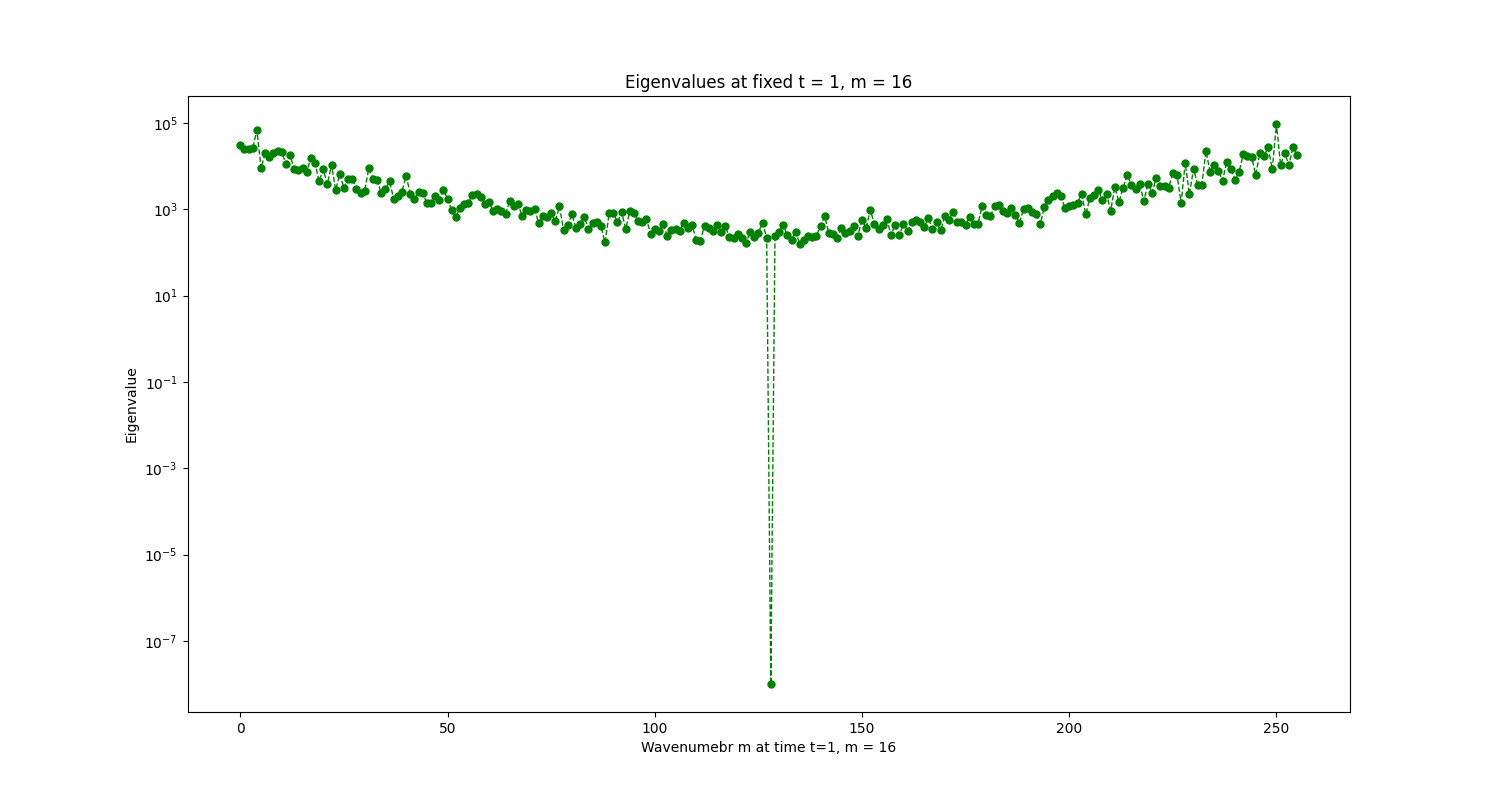 Eigenvalues at fixed t = 1, m = 16
10^5
10^3
10^1
10^−1
10^−3
10^−5
10^−7
Eigenvalue
0 50 100 150 200 250
Wavenumebr m at time t=1, m = 16